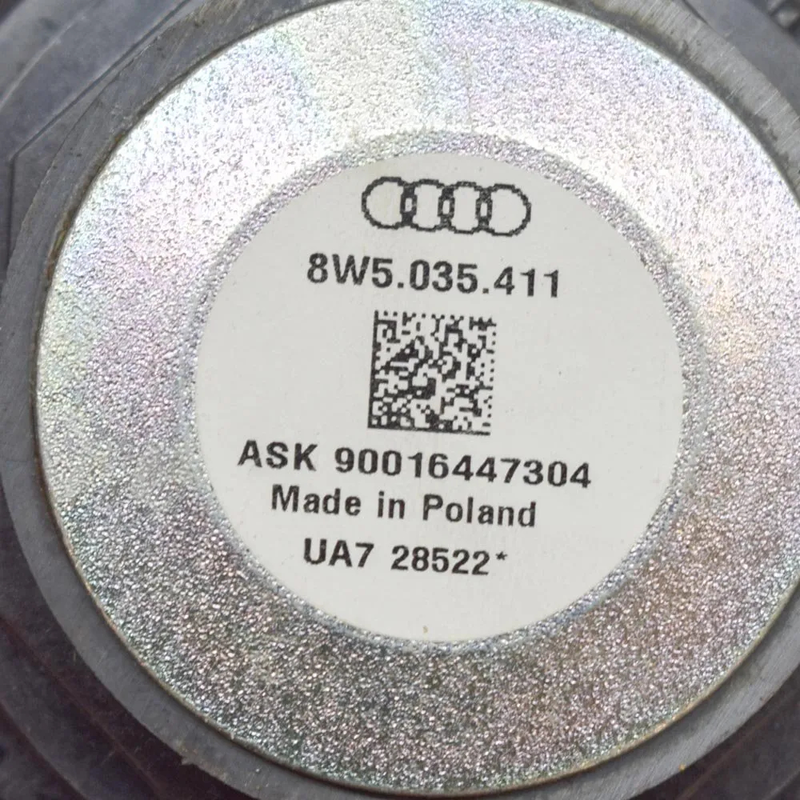 8W5.035.411
ASK 90016447304
Made in Poland
UA7 28522*